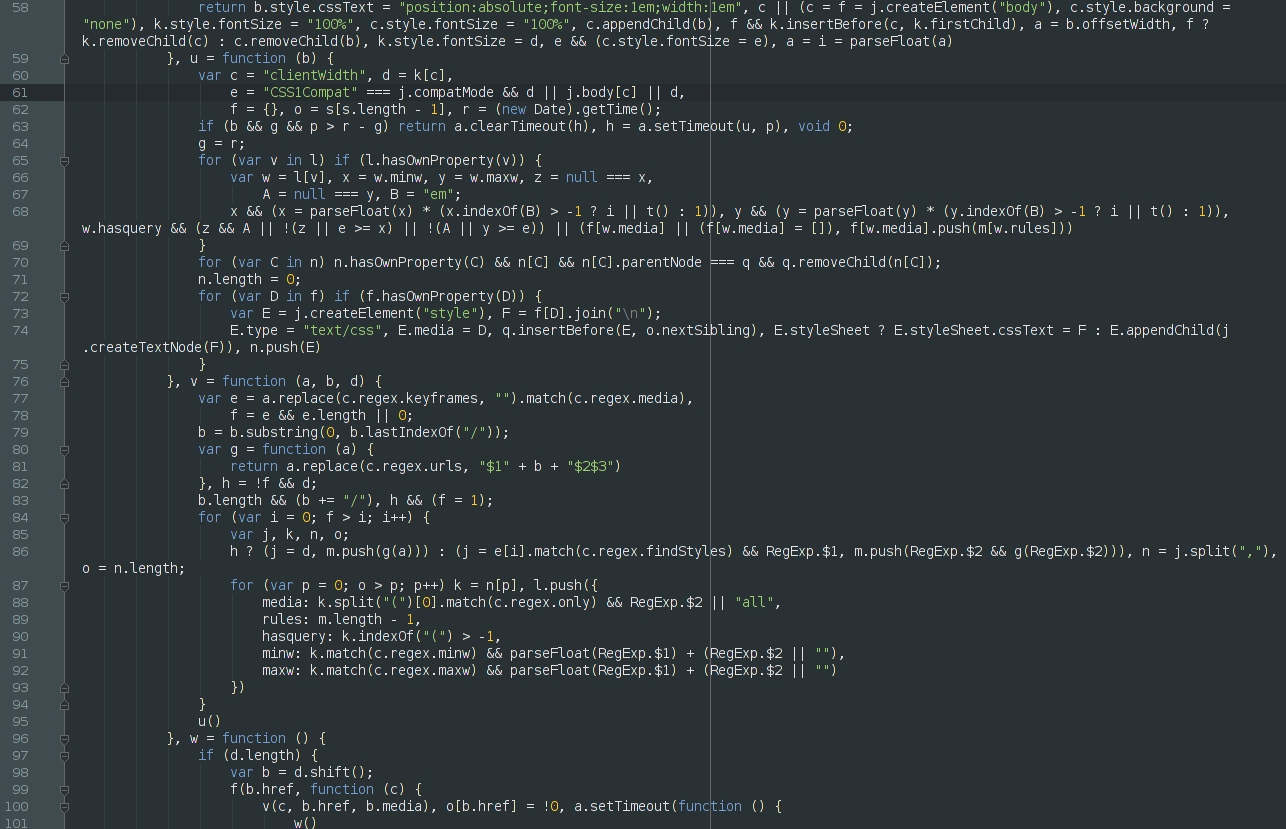 58 return b.style.cssText = "position:absolute;font-size:1em;width:1em", c || (c = f = j.createElement("body"), c.style.background =
"none"), k.style.fontSize = "100%", c.style.fontSize = "100%", c.appendChild(b), f && k.insertBefore(c, k.firstChild), a = b.offsetWidth, f ?
k.removeChild(c) : c.removeChild(b), k.style.fontSize = d, e && (c.style.fontSize = e), a = i = parseFloat(a)
59 }, u = function (b) {
60 var c = "clientWidth", d = k[c],
61 e = "CSS1Compat" === j.compatMode && d || j.body[c] || d,
62 f = {}, o = s[s.length - 1], r = (new Date).getTime();
63 if (b && g && p > r - g) return a.clearTimeout(h), h = a.setTimeout(u, p), void 0;
64 g = r;
65 for (var v in l) if (l.hasOwnProperty(v)) {
66 var w = l[v], x = w.minw, y = w.maxw, z = null === x,
67 A = null === y, B = "em";
68 x && (x = parseFloat(x) * (x.indexOf(B) > -1 ? i || t() : 1)), y && (y = parseFloat(y) * (y.indexOf(B) > -1 ? i || t() : 1)),
w.hasquery && (z && A || !(z || e >= x) || !(A || y >= e)) || (f[w.media] || (f[w.media] = []), f[w.media].push(m[w.rules]))
69 }
70 for (var C in n) n.hasOwnProperty(C) && n[C] && n[C].parentNode === q && q.removeChild(n[C]);
71 n.length = 0;
72 for (var D in f) if (f.hasOwnProperty(D)) {
73 var E = j.createElement("style"), F = f[D].join("\n");
74 E.type = "text/css", E.media = D, q.insertBefore(E, o.nextSibling), E.styleSheet ? E.styleSheet.cssText = F : E.appendChild(j
.createTextNode(F)), n.push(E)
75 }
76 }, v = function (a, b, d) {
77 var e = a.replace(c.regex.keyframes, "").match(c.regex.media),
78 f = e && e.length || 0;
79 b = b.substring(0, b.lastIndexOf("/"));
80 var g = function (a) {
81 return a.replace(c.regex.urls, "$1" + b + "$2$3")
82 }, h = !f && d;
83 b.length && (b += "/"), h && (f = 1);
84 for (var i = 0; f > i; i++) {
85 var j, k, n, o;
86 h ? (j = d, m.push(g(a))) : (j = e[i].match(c.regex.findStyles) && RegExp.$1, m.push(RegExp.$2 && g(RegExp.$2))), n = j.split(","),
o = n.length;
87 for (var p = 0; o > p; p++) k = n[p], l.push({
88 media: k.split("(")[0].match(c.regex.only) && RegExp.$2 || "all",
89 rules: m.length - 1,
90 hasquery: k.indexOf("(") > -1,
91 minw: k.match(c.regex.minw) && parseFloat(RegExp.$1) + (RegExp.$2 || ""),
92 maxw: k.match(c.regex.maxw) && parseFloat(RegExp.$1) + (RegExp.$2 || "")
93 })
94 }
95 u()
96 }, w = function () {
97 if (d.length) {
98 var b = d.shift();
99 f(b.href, function (c) {
100 v(c, b.href, b.media), o[b.href] = !0, a.setTimeout(function () {
101 w()